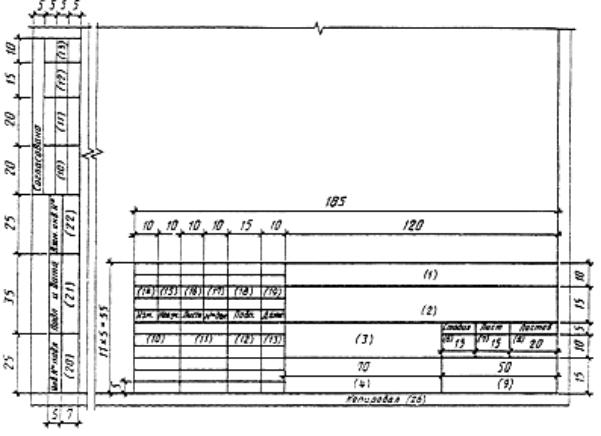 5 5 5 5
10 15 20 20 25 35 25
Согласовано
(13) (12) (11) (10)
Взам. инв. №
(22)
Подп. и дата
(21)
Инв. № подл.
(20)
5 7
185
10 10 10 10 15 10 120
11×5=55
5
(1)
(14) (15) (16) (17) (18) (19)
(2)
Изм. Кол.уч. Лист № док. Подп. Дата
Стадия Лист Листов
(10) (11) (12) (13)
(3)
(6) 15 (7) 15 (8) 20
70 50
(4) (9)
10 15 5 10 15
Копировал (26)